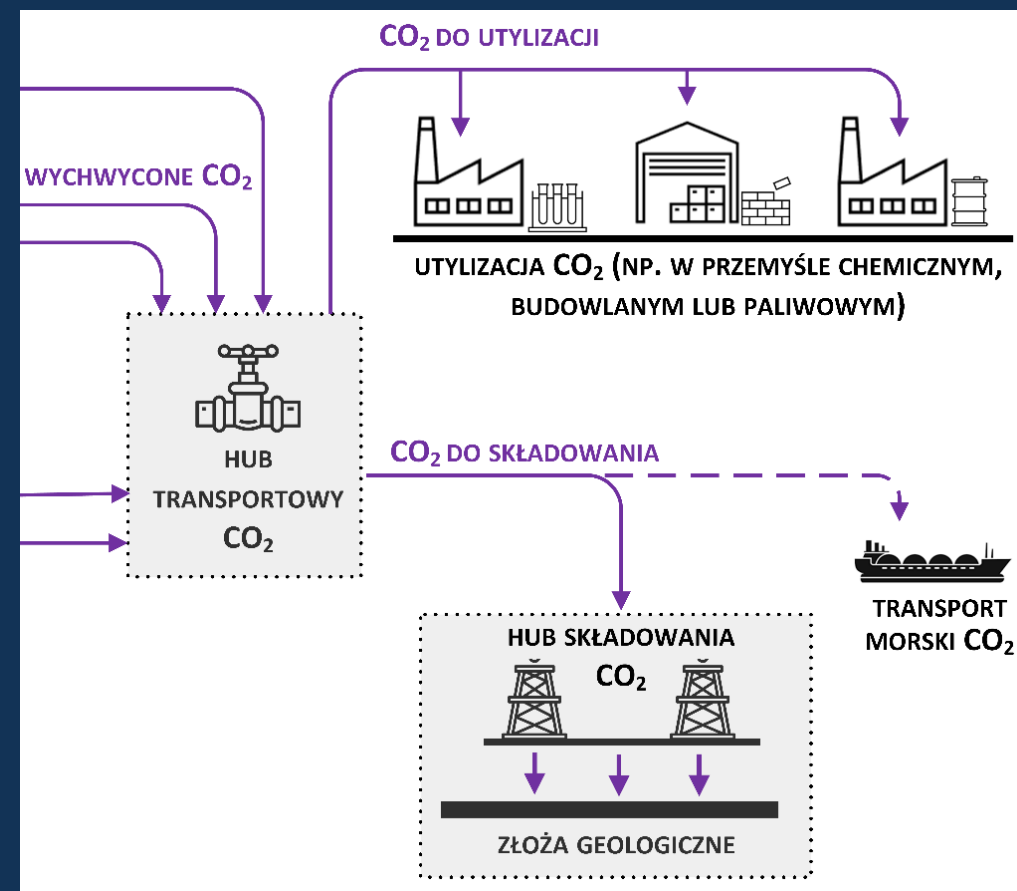 CO₂ DO UTYLIZACJI
WYCHWYCONE CO₂
UTYLIZACJA CO₂ (NP. W PRZEMYŚLE CHEMICZNYM,
BUDOWLANYM LUB PALIWOWYM)
HUB
TRANSPORTOWY
CO₂
CO₂ DO SKŁADOWANIA
TRANSPORT
MORSKI CO₂
HUB SKŁADOWANIA
CO₂
ZŁOŻA GEOLOGICZNE